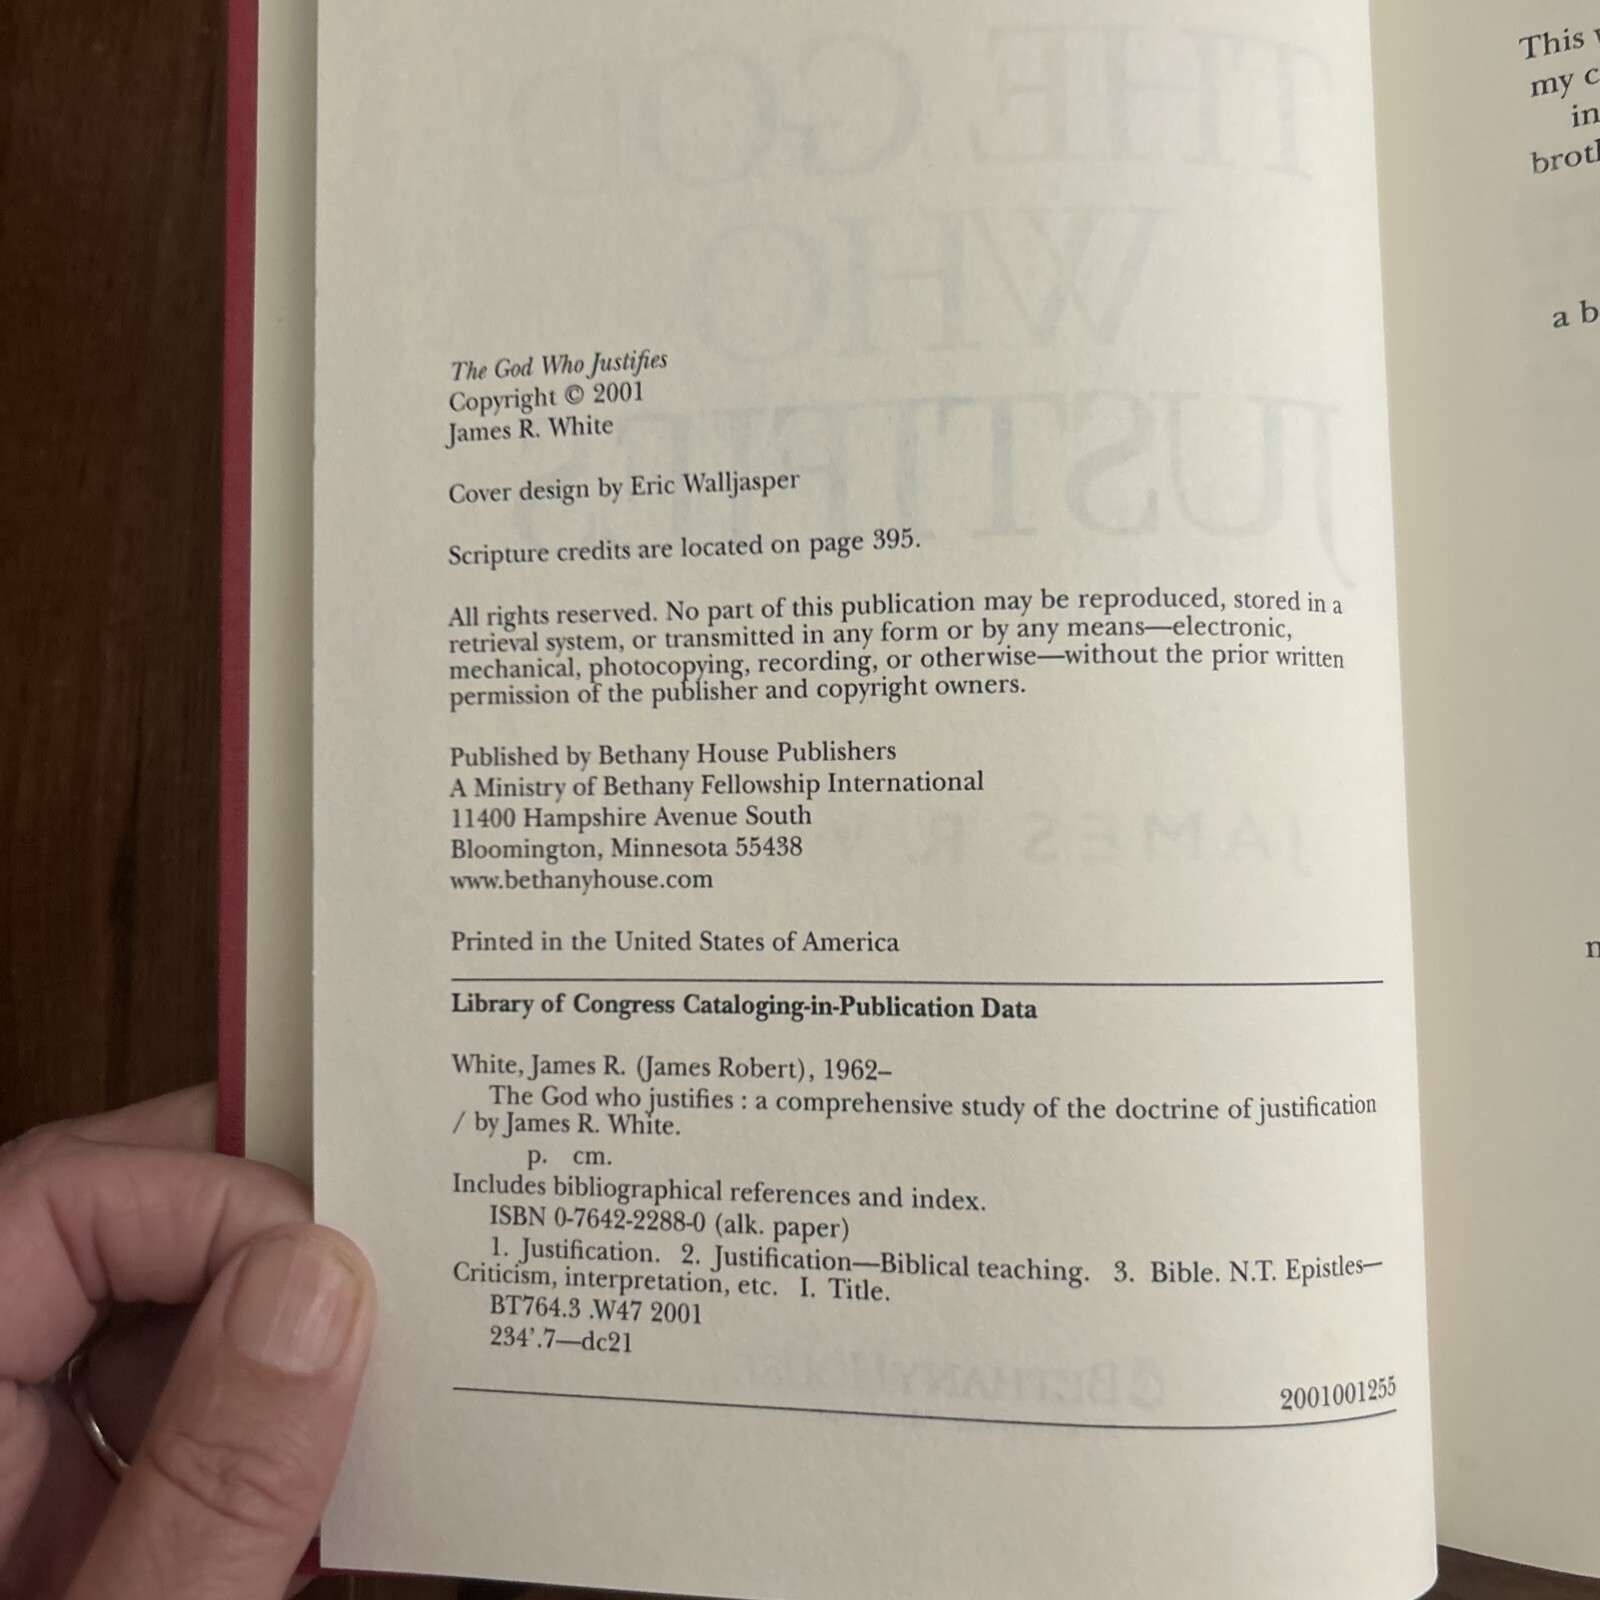 The God Who Justifies
Copyright © 2001
James R. White
Cover design by Eric Walljasper
Scripture credits are located on page 395.
All rights reserved. No part of this publication may be reproduced, stored in a
retrieval system, or transmitted in any form or by any means—electronic,
mechanical, photocopying, recording, or otherwise—without the prior written
permission of the publisher and copyright owners.
Published by Bethany House Publishers
A Ministry of Bethany Fellowship International
11400 Hampshire Avenue South
Bloomington, Minnesota 55438
www.bethanyhouse.com
Printed in the United States of America
Library of Congress Cataloging-in-Publication Data
White, James R. (James Robert), 1962–
The God who justifies : a comprehensive study of the doctrine of justification
/ by James R. White.
p. cm.
Includes bibliographical references and index.
ISBN 0-7642-2288-0 (alk. paper)
1. Justification. 2. Justification—Biblical teaching. 3. Bible. N.T. Epistles—
Criticism, interpretation, etc. I. Title.
BT764.3 .W47 2001
234'.7—dc21
2001001255
This
my
a